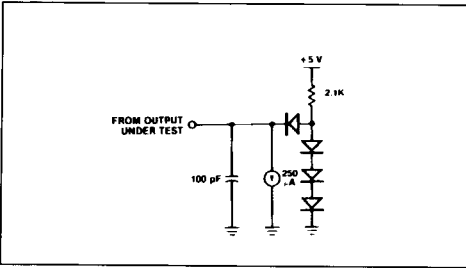 +5 V
2.1K
FROM OUTPUT
UNDER TEST
100 pF
250
μA